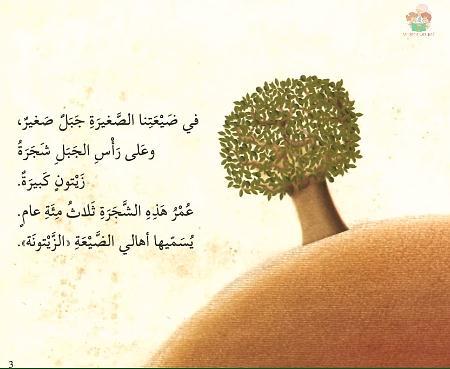 في ضَيْعَتِنا الصَّغيرَةِ جَبَلٌ صَغيرٌ،
وعَلى رَأْسِ الجَبَلِ شَجَرَةُ
زَيْتونٍ كَبيرَةٌ.
عُمْرُ هَذِهِ الشَّجَرَةِ ثَلاثُ مِئَةِ عامٍ.
يُسَمّيها أهالي الضَّيْعَةِ «الزَّيْتونَة».
3